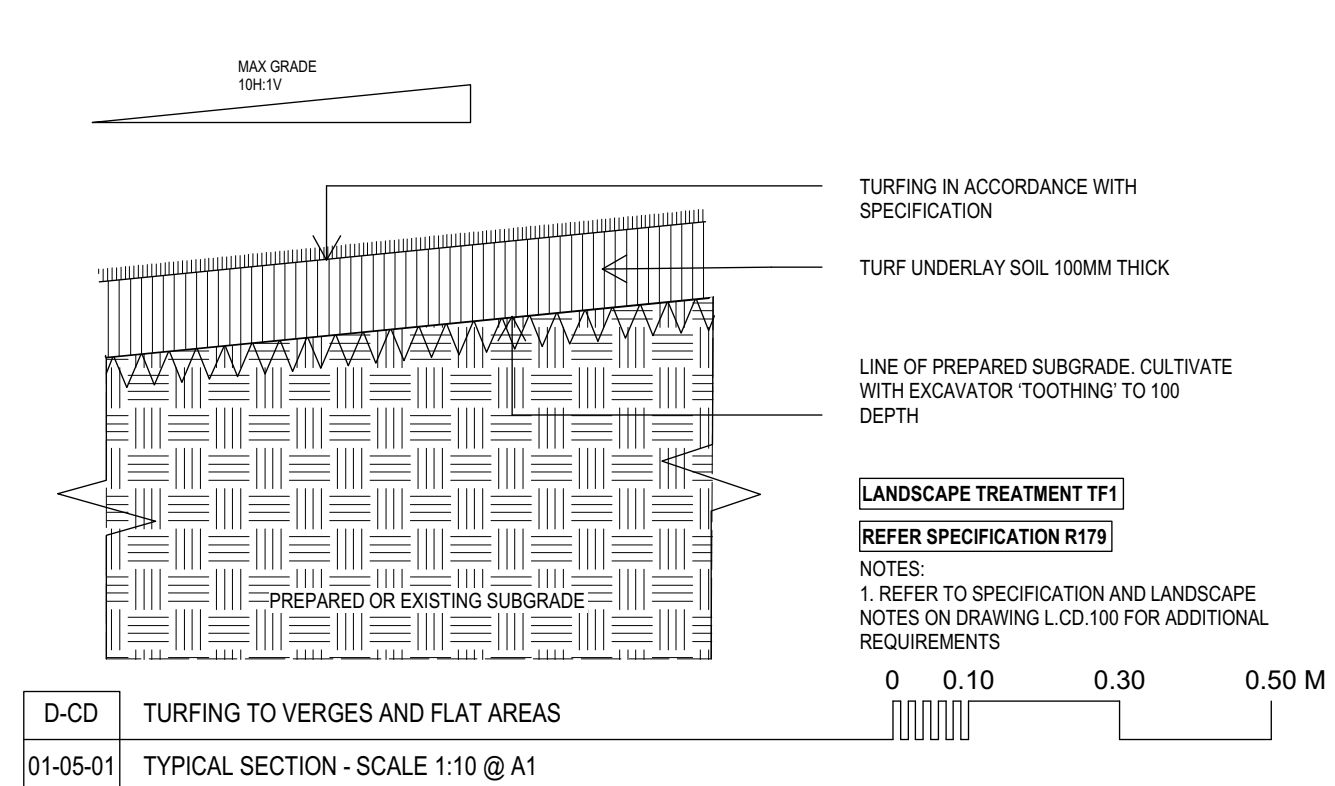 MAX GRADE
10H:1V
TURFING IN ACCORDANCE WITH
SPECIFICATION
TURF UNDERLAY SOIL 100MM THICK
LINE OF PREPARED SUBGRADE. CULTIVATE
WITH EXCAVATOR ‘TOOTHING’ TO 100
DEPTH
LANDSCAPE TREATMENT TF1
REFER SPECIFICATION R179
NOTES:
1. REFER TO SPECIFICATION AND LANDSCAPE
NOTES ON DRAWING L.CD.100 FOR ADDITIONAL
REQUIREMENTS
PREPARED OR EXISTING SUBGRADE
0 0.10 0.30 0.50 M
D-CD TURFING TO VERGES AND FLAT AREAS
01-05-01 TYPICAL SECTION - SCALE 1:10 @ A1